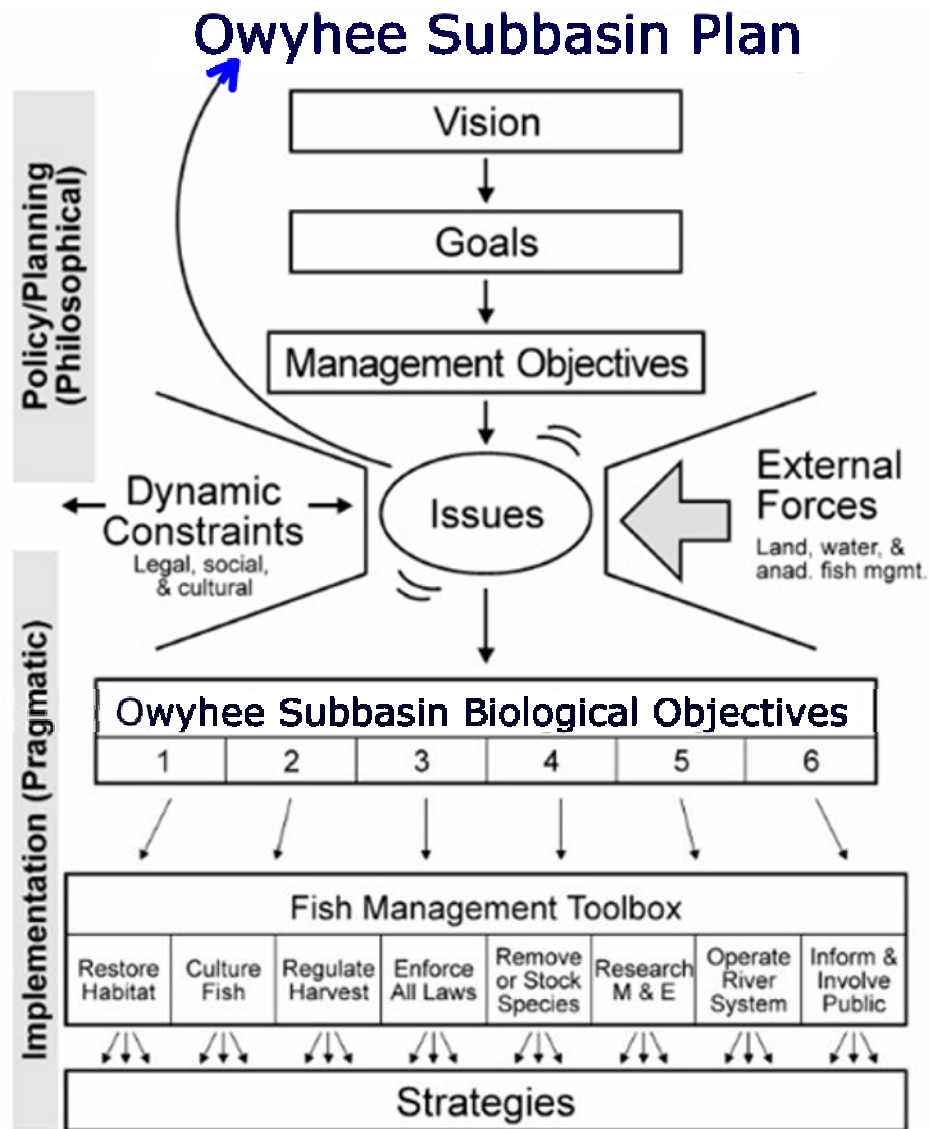 Owyhee Subbasin Plan
Policy/Planning
(Philosophical)
Vision
Goals
Management Objectives
Dynamic
Constraints
Legal, social,
& cultural
Issues
External
Forces
Land, water, &
anad. fish mgmt.
Implementation (Pragmatic)
Owyhee Subbasin Biological Objectives
1 2 3 4 5 6
Fish Management Toolbox
Restore
Habitat
Culture
Fish
Regulate
Harvest
Enforce
All Laws
Remove
or Stock
Species
Research
M & E
Operate
River
System
Inform &
Involve
Public
Strategies